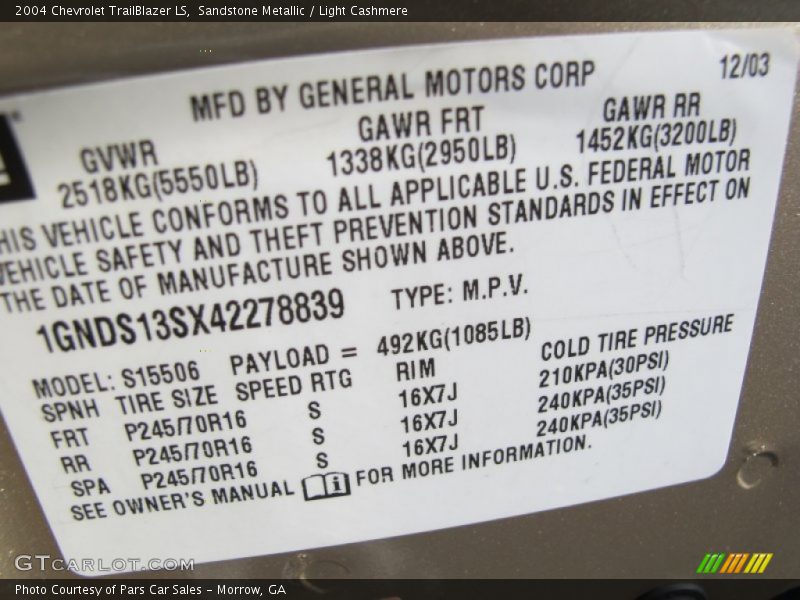 2004 Chevrolet TrailBlazer LS, Sandstone Metallic / Light Cashmere
MFD BY GENERAL MOTORS CORP 12/03
GVWR GAWR FRT GAWR RR
2518KG(5550LB) 1338KG(2950LB) 1452KG(3200LB)
HIS VEHICLE CONFORMS TO ALL APPLICABLE U.S. FEDERAL MOTOR
VEHICLE SAFETY AND THEFT PREVENTION STANDARDS IN EFFECT ON
THE DATE OF MANUFACTURE SHOWN ABOVE.
1GNDS13SX42278839 TYPE: M.P.V.
MODEL: S15506 PAYLOAD = 492KG(1085LB)
SPNH TIRE SIZE SPEED RTG RIM COLD TIRE PRESSURE
FRT P245/70R16 S 16X7J 210KPA(30PSI)
RR P245/70R16 S 16X7J 240KPA(35PSI)
SPA P245/70R16 S 16X7J 240KPA(35PSI)
SEE OWNER'S MANUAL FOR MORE INFORMATION.
GTCARLOT.COM
Photo Courtesy of Pars Car Sales - Morrow, GA